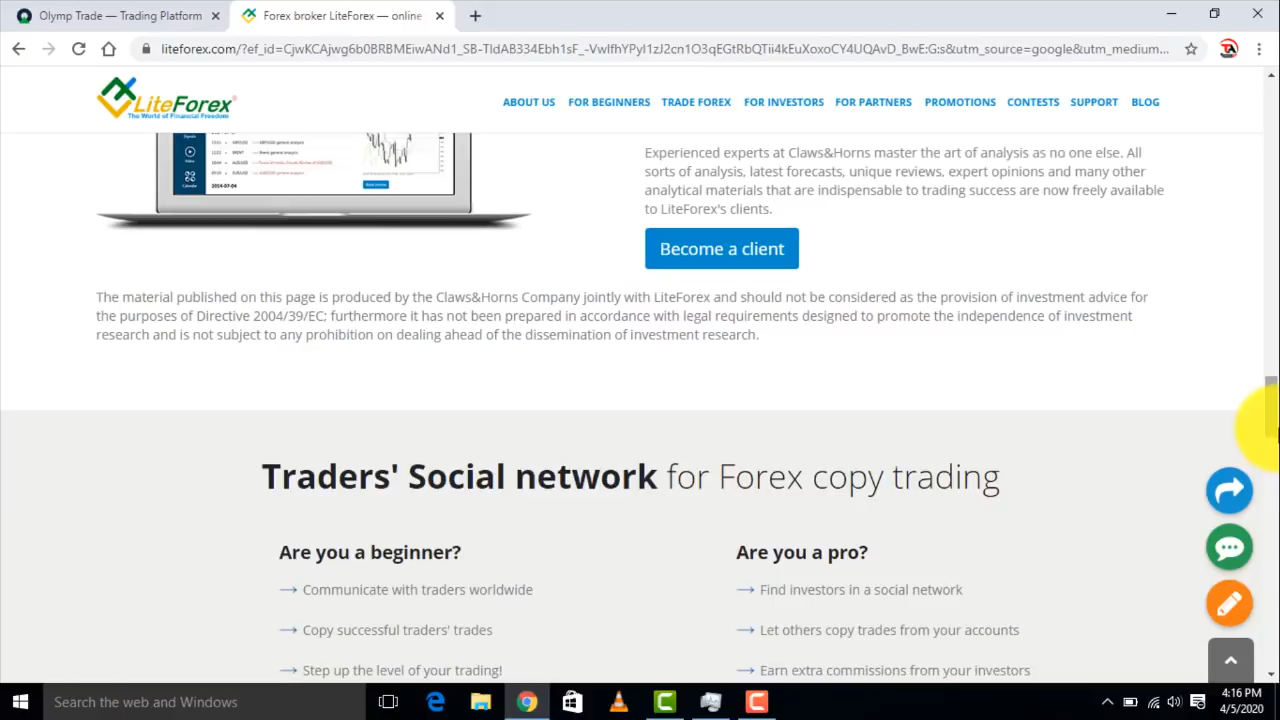 Olymp Trade — Trading Platform
Forex broker LiteForex — online
liteforex.com/?ef_id=CjwKCAjwg6b0BRBMEiwANd1_SB-TldAB334Ebh1sF_-VwlfhYPyl1zJ2cn1O3qEGtRbQTii4kEuXoxoCY4UQAvD_BwE:G:s&utm_source=google&utm_medium...
LiteForex®
The World of Financial Freedom
ABOUT US FOR BEGINNERS TRADE FOREX FOR INVESTORS FOR PARTNERS PROMOTIONS CONTESTS SUPPORT BLOG
2014-07-04
Experienced experts at Claws&Horns master the art of analysis as no one else. All
sorts of analysis, latest forecasts, unique reviews, expert opinions and many other
analytical materials that are indispensable to trading success are now freely available
to LiteForex's clients.
Become a client
The material published on this page is produced by the Claws&Horns Company jointly with LiteForex and should not be considered as the provision of investment advice for
the purposes of Directive 2004/39/EC; furthermore it has not been prepared in accordance with legal requirements designed to promote the independence of investment
research and is not subject to any prohibition on dealing ahead of the dissemination of investment research.
Traders' Social network for Forex copy trading
Are you a beginner?
Communicate with traders worldwide
Copy successful traders' trades
Step up the level of your trading!
Are you a pro?
Find investors in a social network
Let others copy trades from your accounts
Earn extra commissions from your investors
Search the web and Windows
4:16 PM
4/5/2020